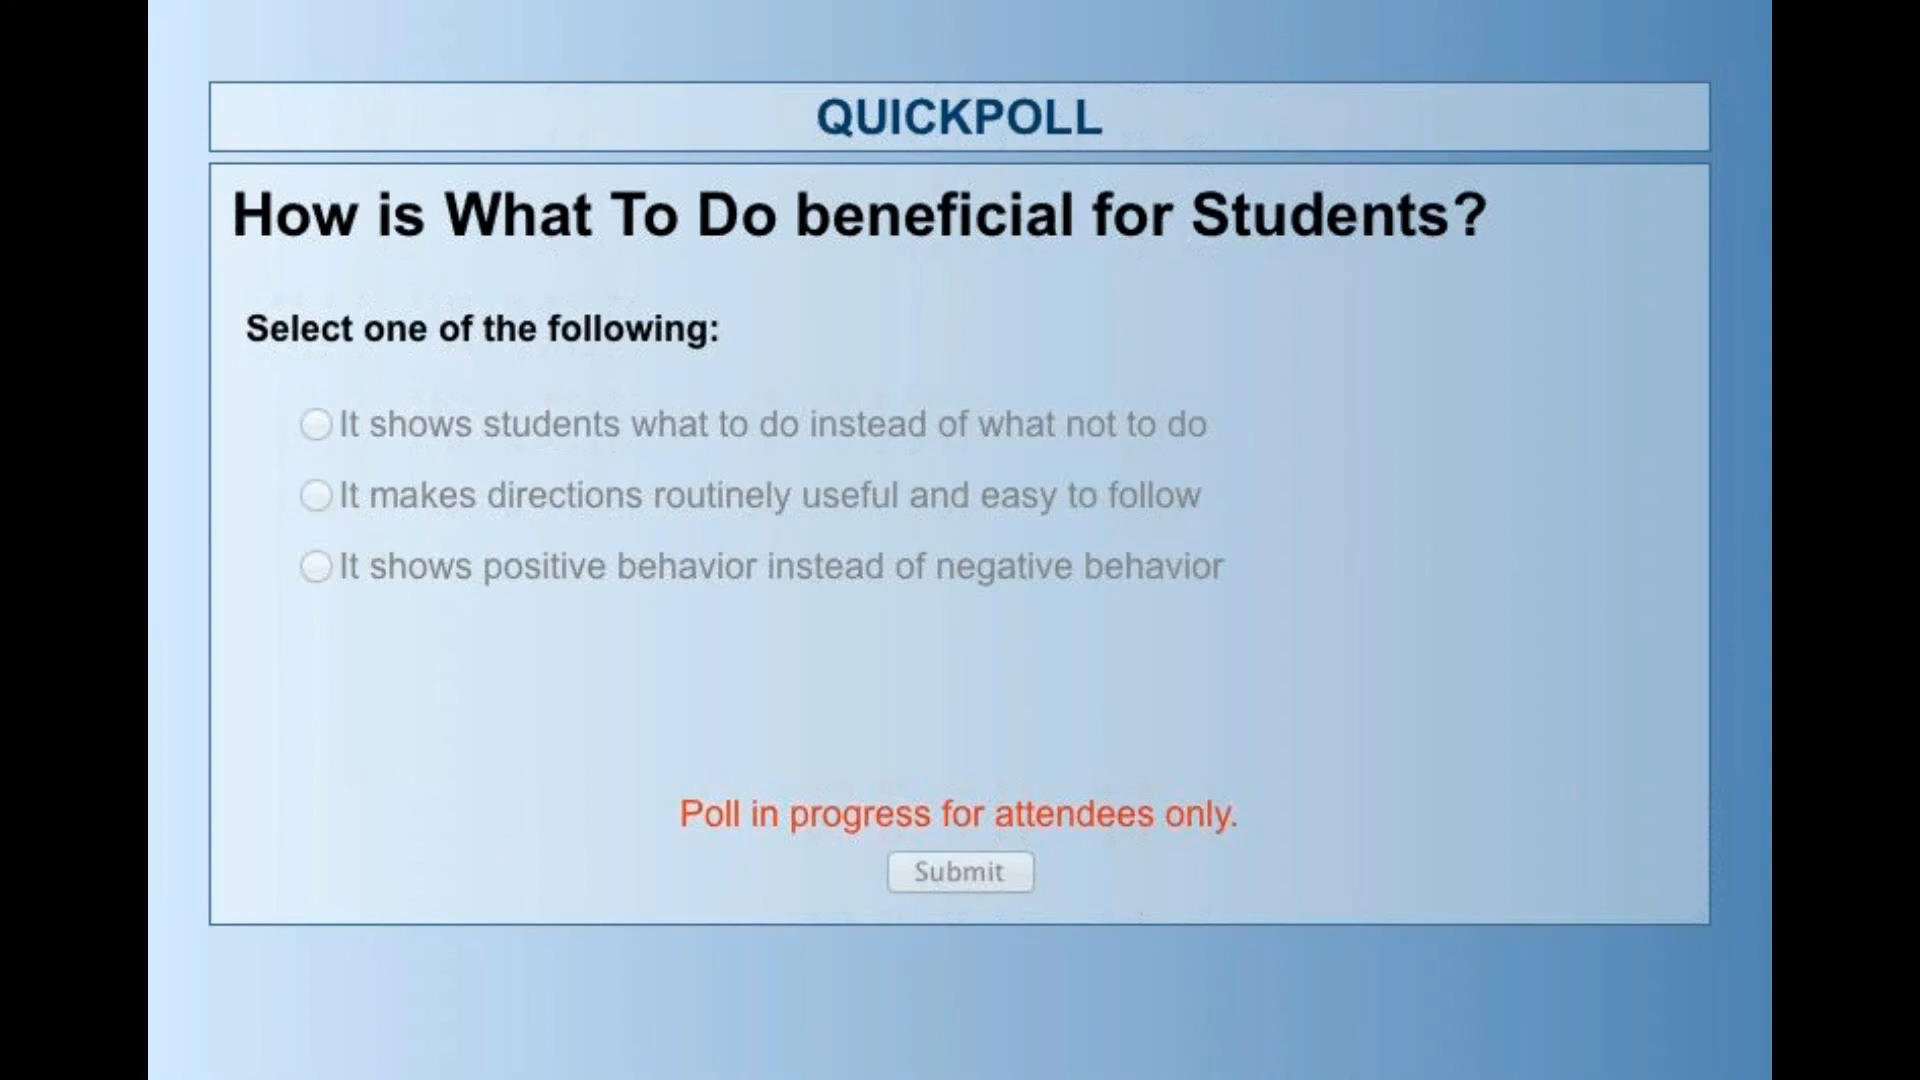 QUICKPOLL
How is What To Do beneficial for Students?
Select one of the following:
It shows students what to do instead of what not to do
It makes directions routinely useful and easy to follow
It shows positive behavior instead of negative behavior
Poll in progress for attendees only.
Submit